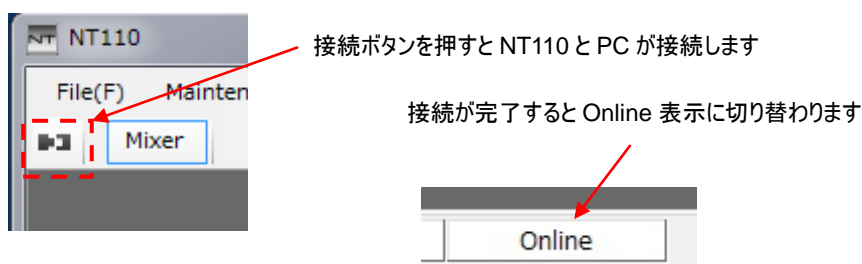 NT NT110
接続ボタンを押すと NT110 と PC が接続します
File(F) Mainten
接続が完了すると Online 表示に切り替わります
Mixer
Online